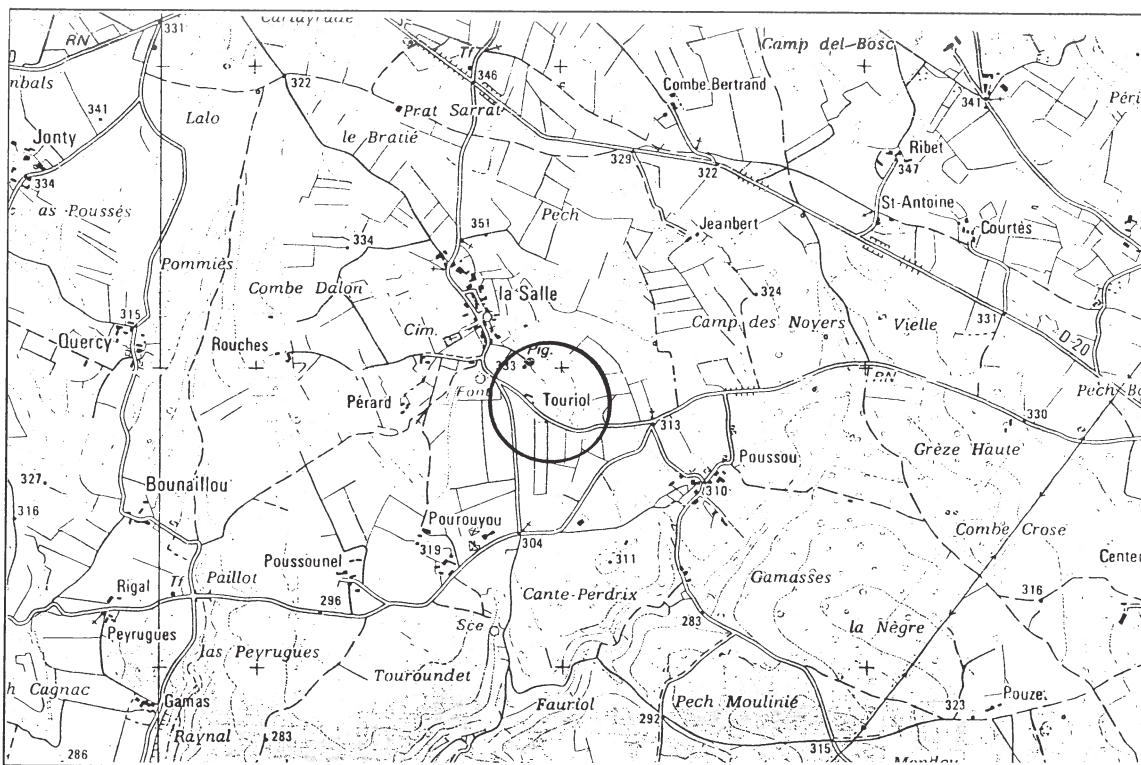 331
Cartayrade
RN
Camp del Bosc
Tf
346
322
Combe Bertrand
341
nbals
341
Lalo
Prat Sarrat
Péri
Jonty
le Bratié
Ribet
329
322
347
334
as Poussés
St-Antoine
Pech
351
Jeanbert
Courtès
334
Pommiès
la Salle
Combe Dalon
324
315
Cim.
Camp des Noyers
Vielle
331
Quercy
Rouches
D-20
Pig.
333
RN
Font
Pech Bo
Pérard
Touriol
313
330
Grèze Haute
Poussou
327
Bounaillou
310
316
Pourouyou
Combe Crose
304
319
311
Center
Poussounel
Gamasses
Rigal
Tf
Paillot
Cante-Perdrix
316
296
283
Sce
la Nègre
Peyrugues
las Peyrugues
Touroundet
h Cagnac
Pouze
Gamas
Fauriol
Pech Moulinié
292
323
Raynal
283
315
286